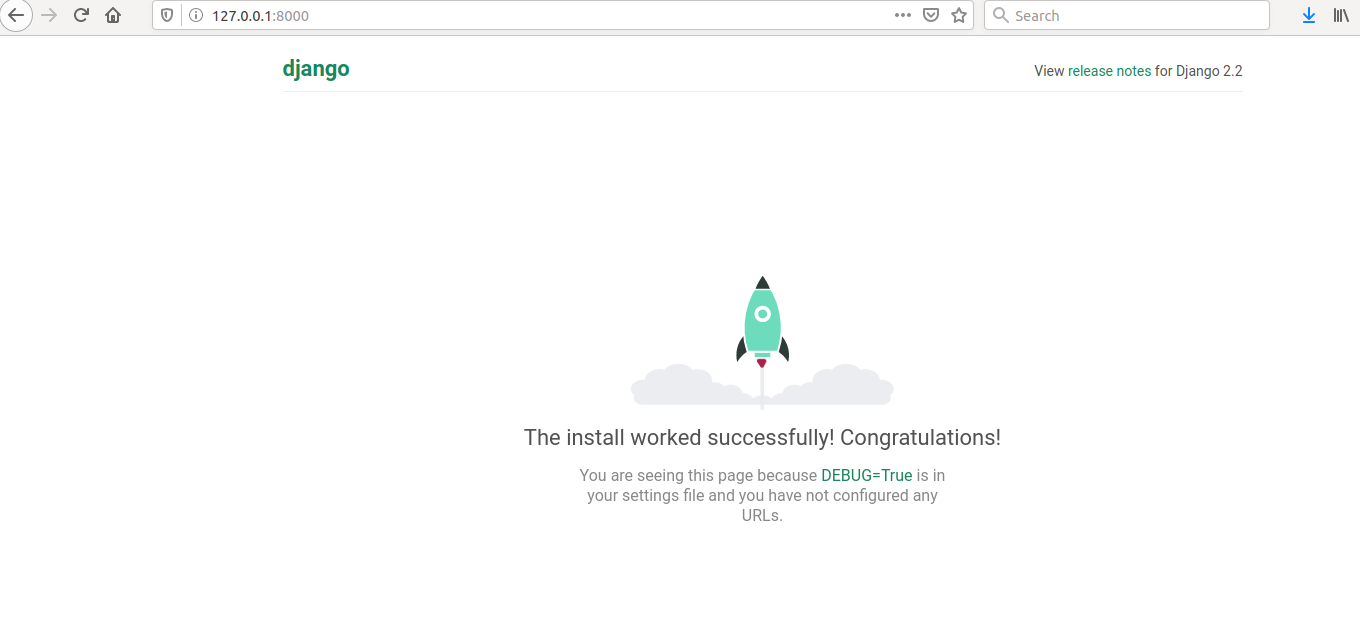 127.0.0.1:8000
Search
django
View release notes for Django 2.2
The install worked successfully! Congratulations!
You are seeing this page because DEBUG=True is in
your settings file and you have not configured any
URLs.